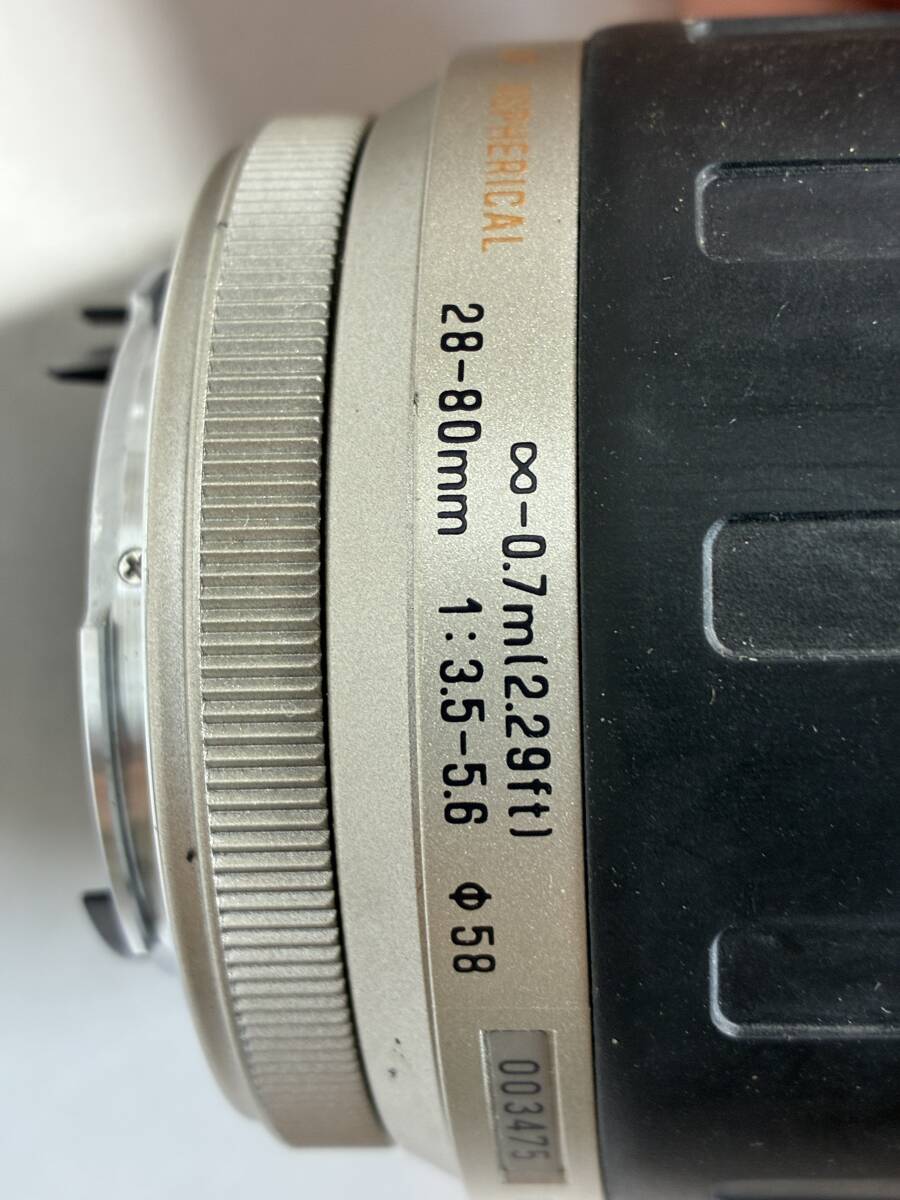 ASPHERICAL
∞-0.7m(2.29ft)
28-80mm 1:3.5-5.6 Φ58
003475